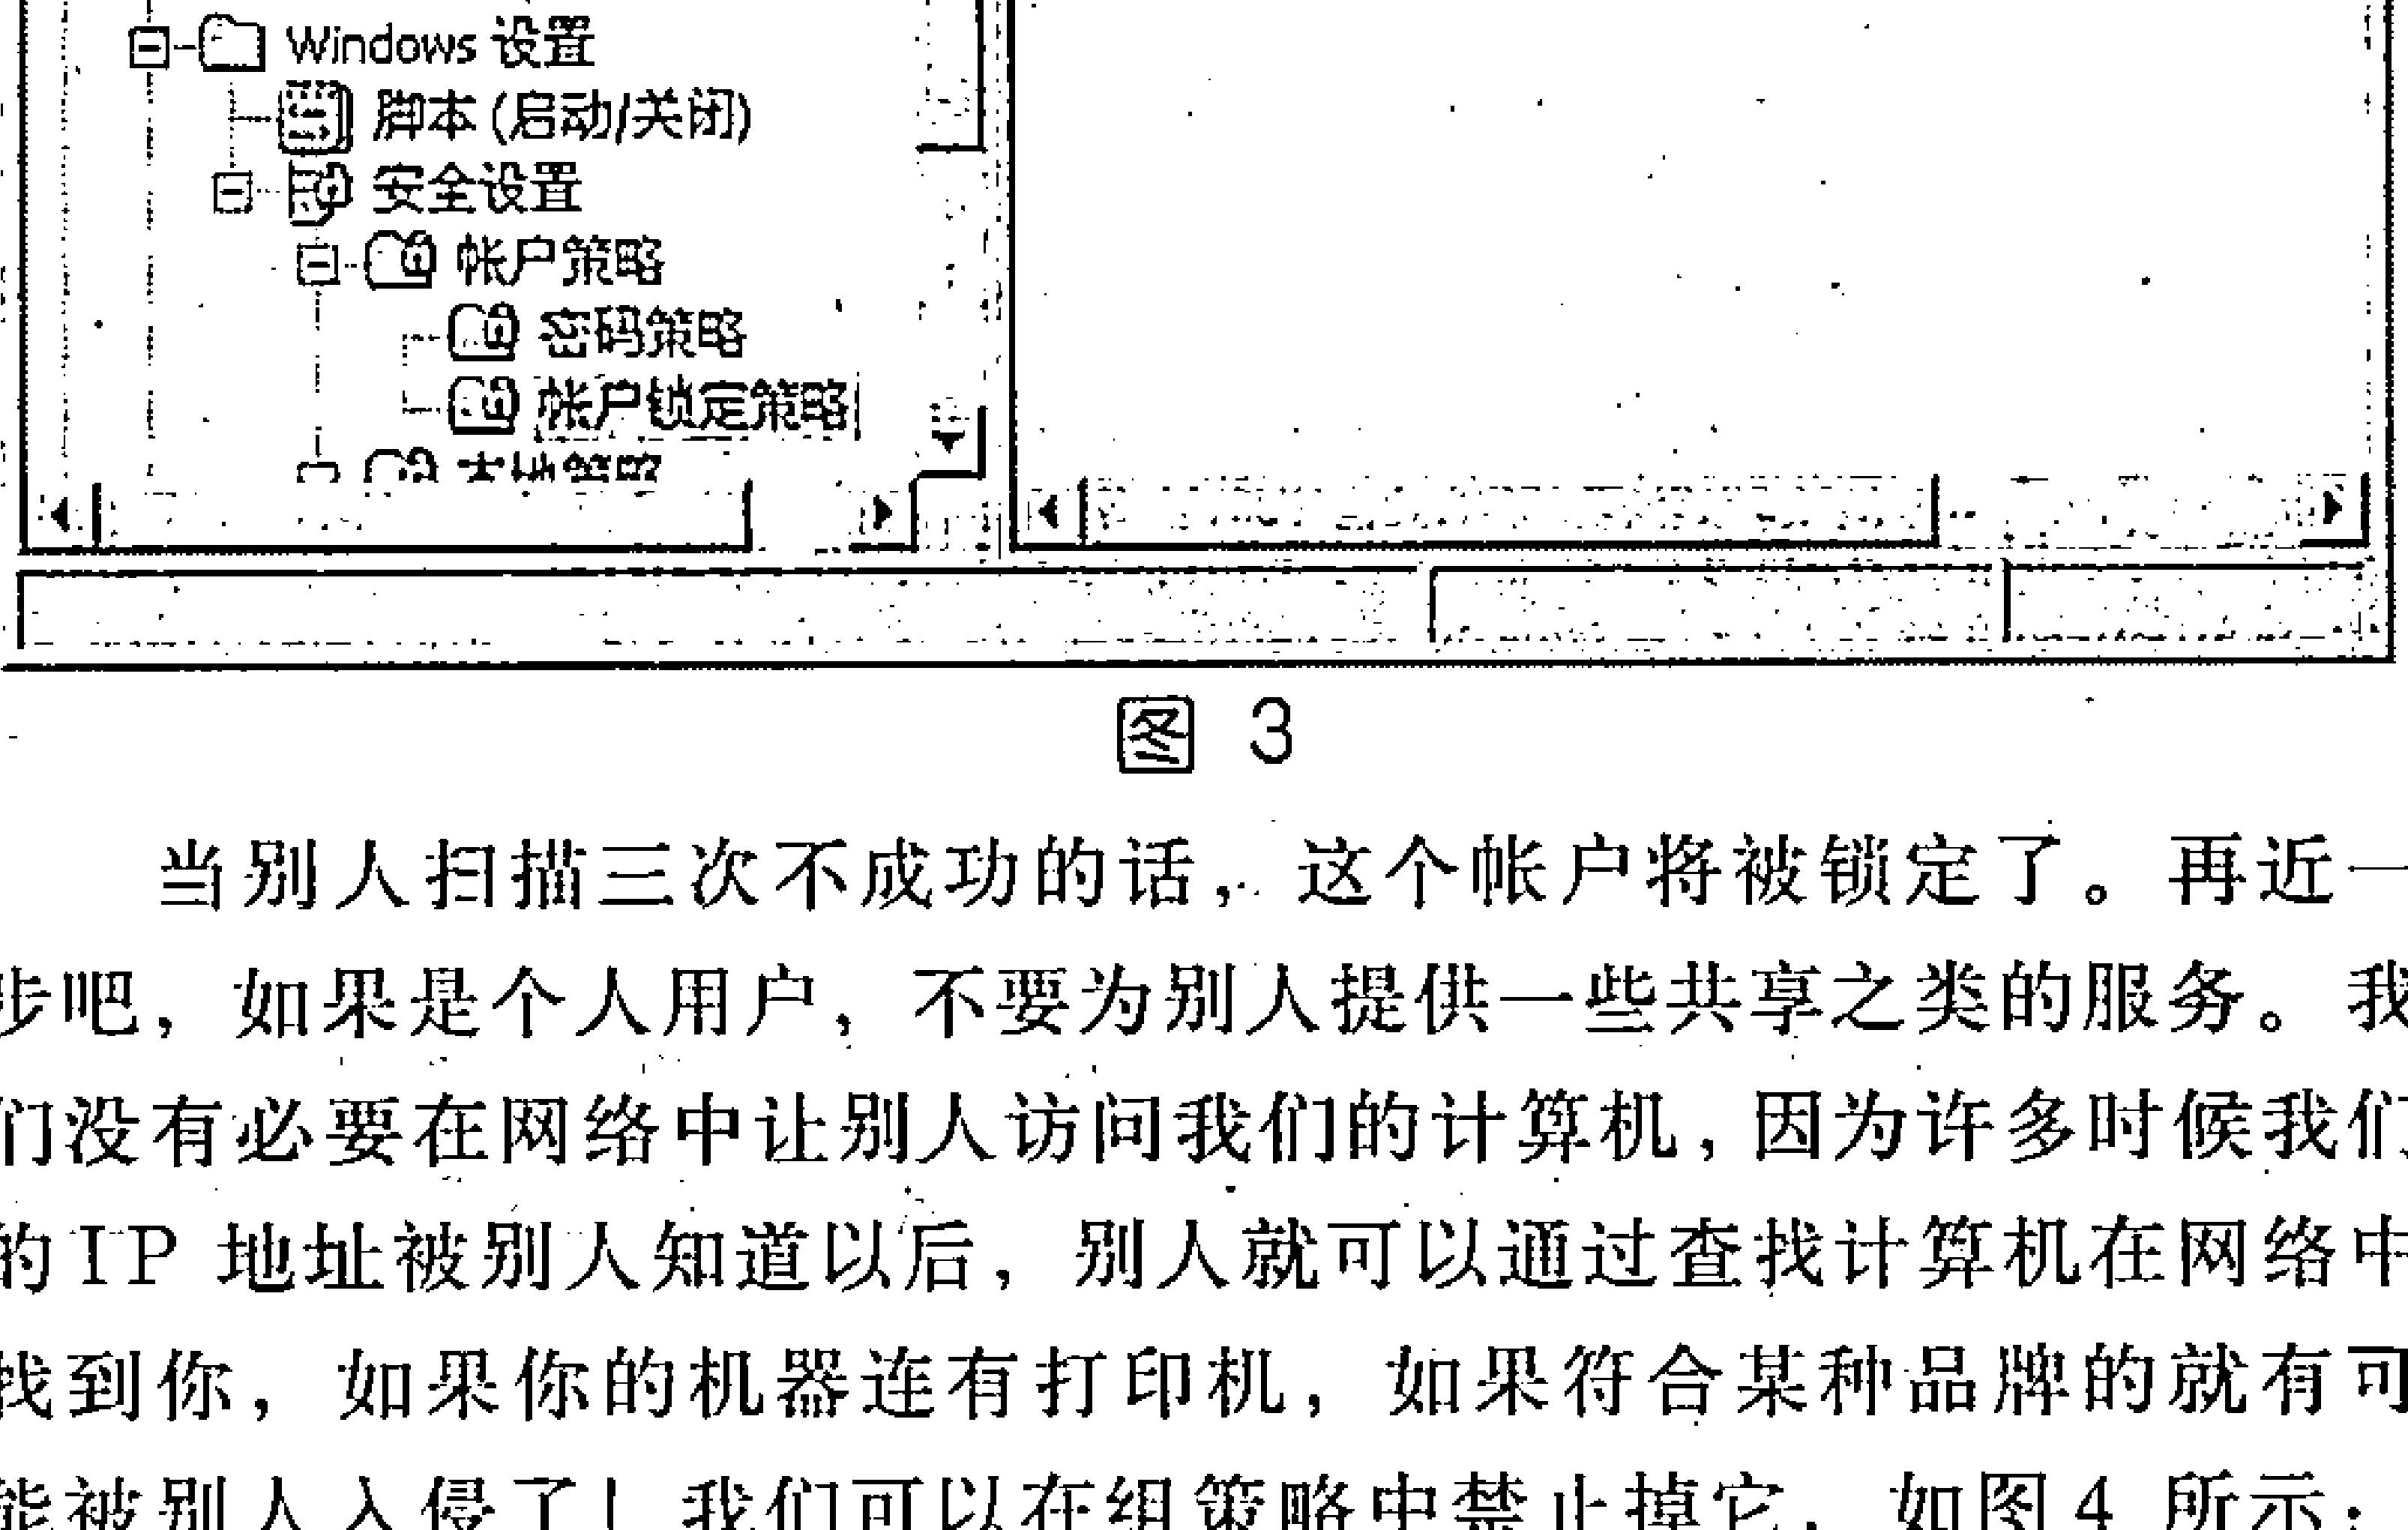 Windows 设置
脚本(启动/关闭)
安全设置
帐户策略
密码策略
帐户锁定策略
图 3
当别人扫描三次不成功的话，这个帐户将被锁定了。再近一
步吧，如果是个人用户，不要为别人提供一些共享之类的服务。我
们没有必要在网络中让别人访问我们的计算机，因为许多时候我们
的IP 地址被别人知道以后，别人就可以通过查找计算机在网络中
找到你，如果你的机器连有打印机，如果符合某种品牌的就有可
能被别人入侵了！我们可以在组策略中禁止掉它，如图4 所示：